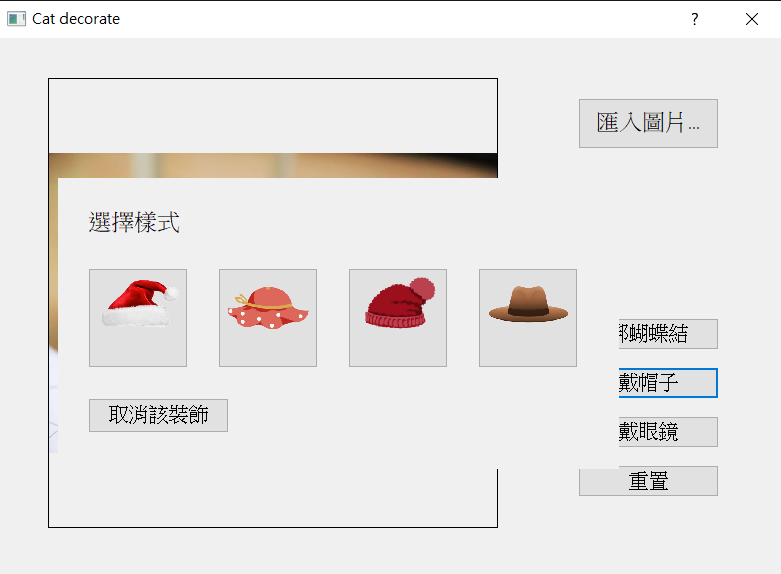 Cat decorate
?
匯入圖片...
選擇樣式
蝴蝶結
戴帽子
取消該裝飾
戴眼鏡
重置